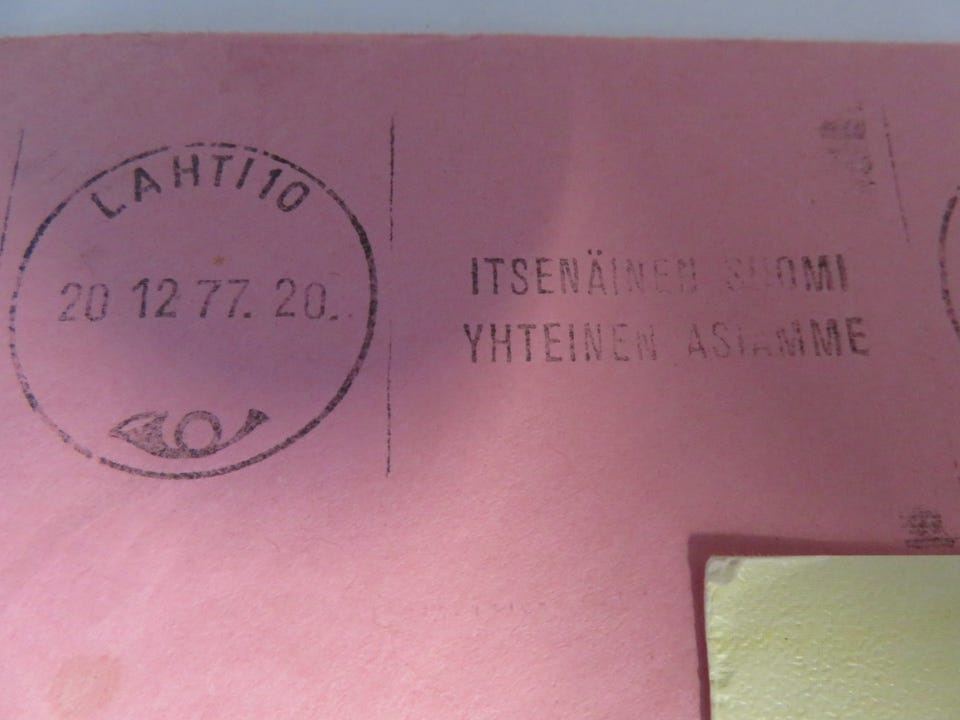 LAHTI 10
20 12 77. 20.
ITSENÄINEN SUOMI
YHTEINEN ASIAMME